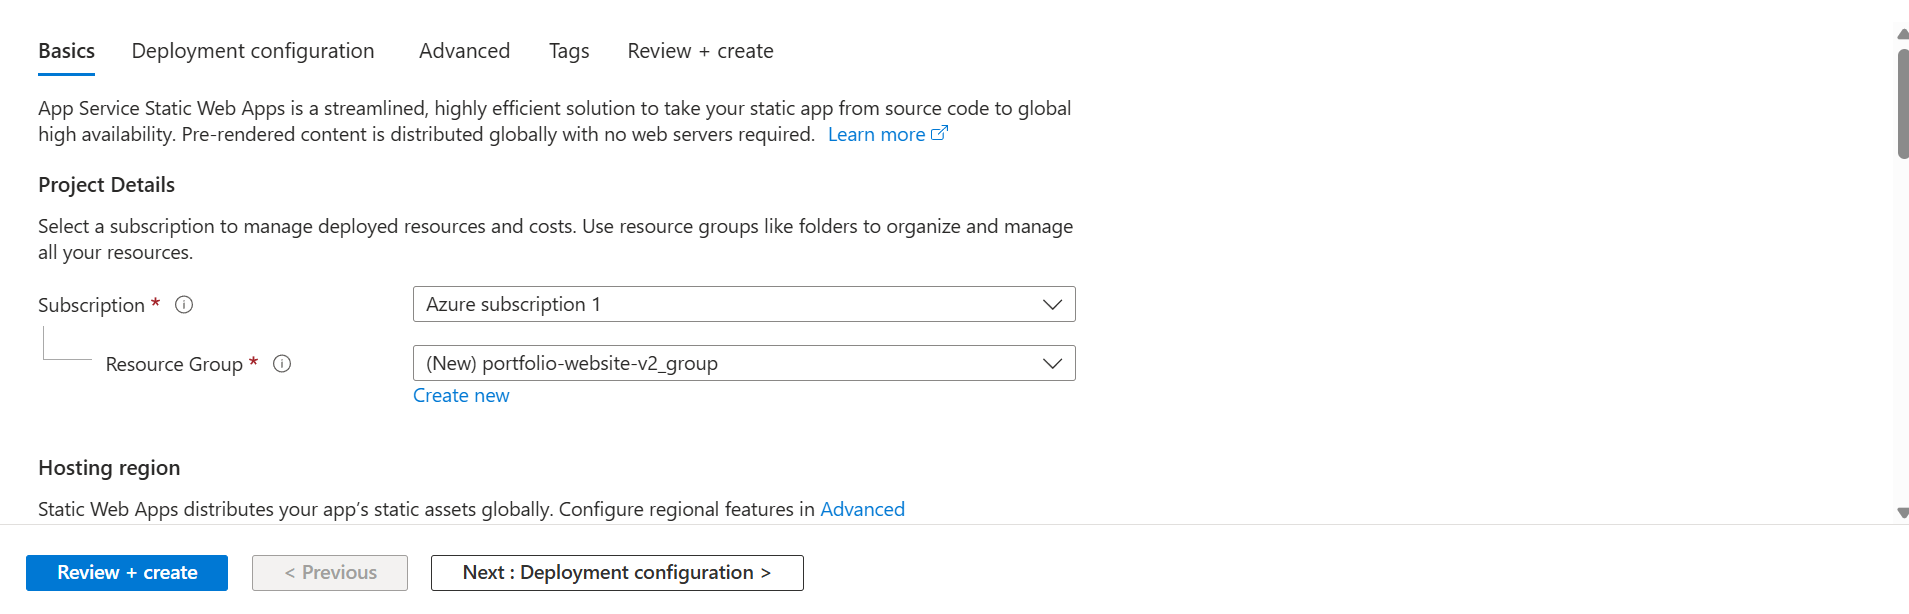 Basics Deployment configuration Advanced Tags Review + create
App Service Static Web Apps is a streamlined, highly efficient solution to take your static app from source code to global
high availability. Pre-rendered content is distributed globally with no web servers required. Learn more
Project Details
Select a subscription to manage deployed resources and costs. Use resource groups like folders to organize and manage
all your resources.
Subscription * Azure subscription 1
Resource Group * (New) portfolio-website-v2_group
Create new
Hosting region
Static Web Apps distributes your app’s static assets globally. Configure regional features in Advanced
Review + create < Previous Next : Deployment configuration >